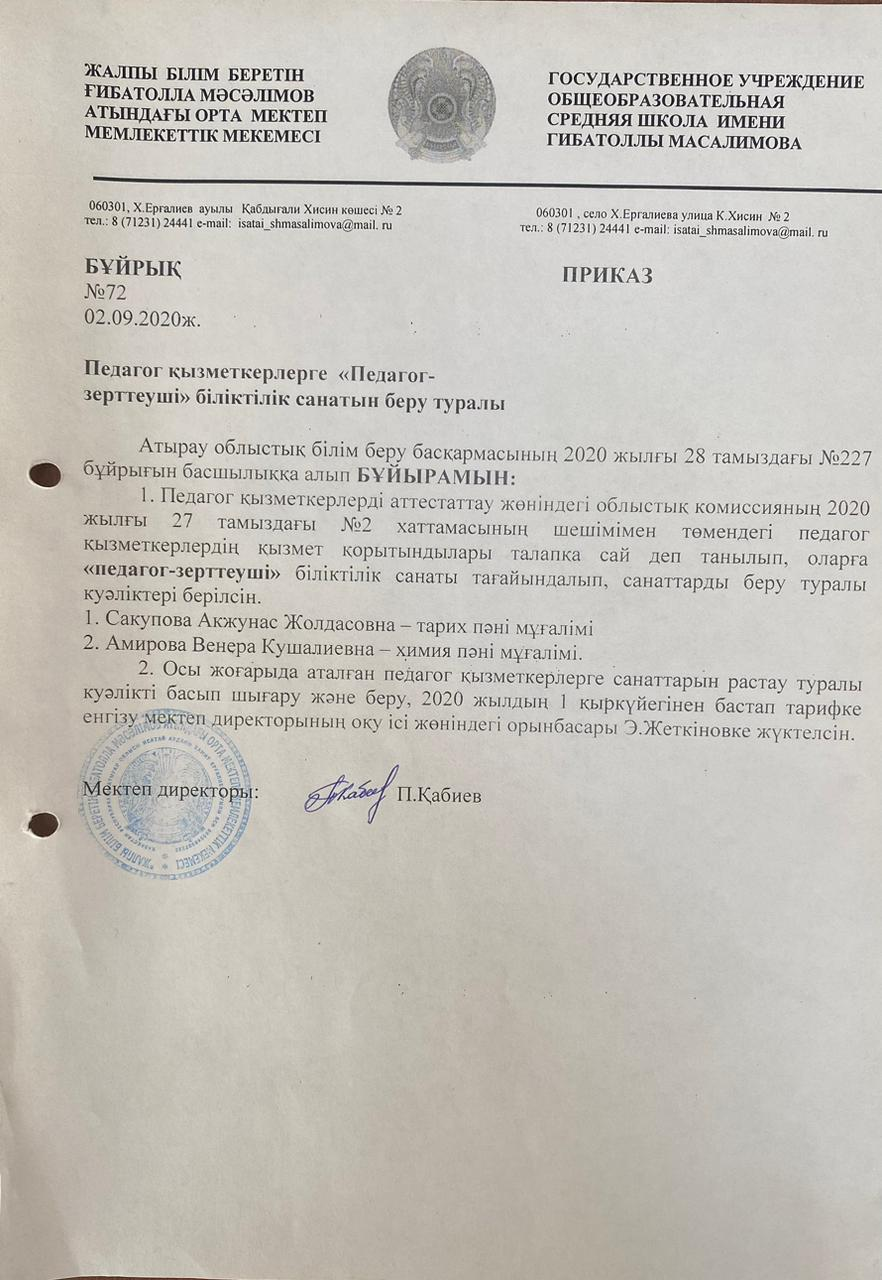 ЖАЛПЫ БІЛІМ БЕРЕТІН
ҒИБАТОЛЛА МӘСӘЛІМОВ
АТЫНДАҒЫ ОРТА МЕКТЕП
МЕМЛЕКЕТТІК МЕКЕМЕСІ
ГОСУДАРСТВЕННОЕ УЧРЕЖДЕНИЕ
ОБЩЕОБРАЗОВАТЕЛЬНАЯ
СРЕДНЯЯ ШКОЛА ИМЕНИ
ГИБАТОЛЛЫ МАСАЛИМОВА
060301, Х.Ерғалиев ауылы Қабдығали Хисин көшесі № 2
тел.: 8 (71231) 24441 e-mail: isatai_shmasalimova@mail. ru
060301 , село Х.Ергалиева улица К.Хисин № 2
тел.: 8 (71231) 24441 e-mail: isatai_shmasalimova@mail. ru
БҰЙРЫҚ
№72
02.09.2020ж.
ПРИКАЗ
Педагог қызметкерлерге «Педагог-
зерттеуші» біліктілік санатын беру туралы
Атырау облыстық білім беру басқармасының 2020 жылғы 28 тамыздағы №227
бұйрығын басшылыққа алып БҰЙЫРАМЫН:
1. Педагог қызметкерлерді аттестаттау жөніндегі облыстық комиссияның 2020
жылғы 27 тамыздағы №2 хаттамасының шешімімен төмендегі педагог
қызметкерлердің қызмет қорытындылары талапқа сай деп танылып, оларға
«педагог-зерттеуші» біліктілік санаты тағайындалып, санаттарды беру туралы
куәліктері берілсін.
1. Сакупова Акжунас Жолдасовна – тарих пәні мұғалімі
2. Амирова Венера Кушалиевна – химия пәні мұғалімі.
2. Осы жоғарыда аталған педагог қызметкерлерге санаттарын растау туралы
куәлікті басып шығару және беру, 2020 жылдың 1 қыркүйегінен бастап тарифке
енгізу мектеп директорының оқу ісі жөніндегі орынбасары Э.Жеткіновке жүктелсін.
Мектеп директоры:
П.Қабиев